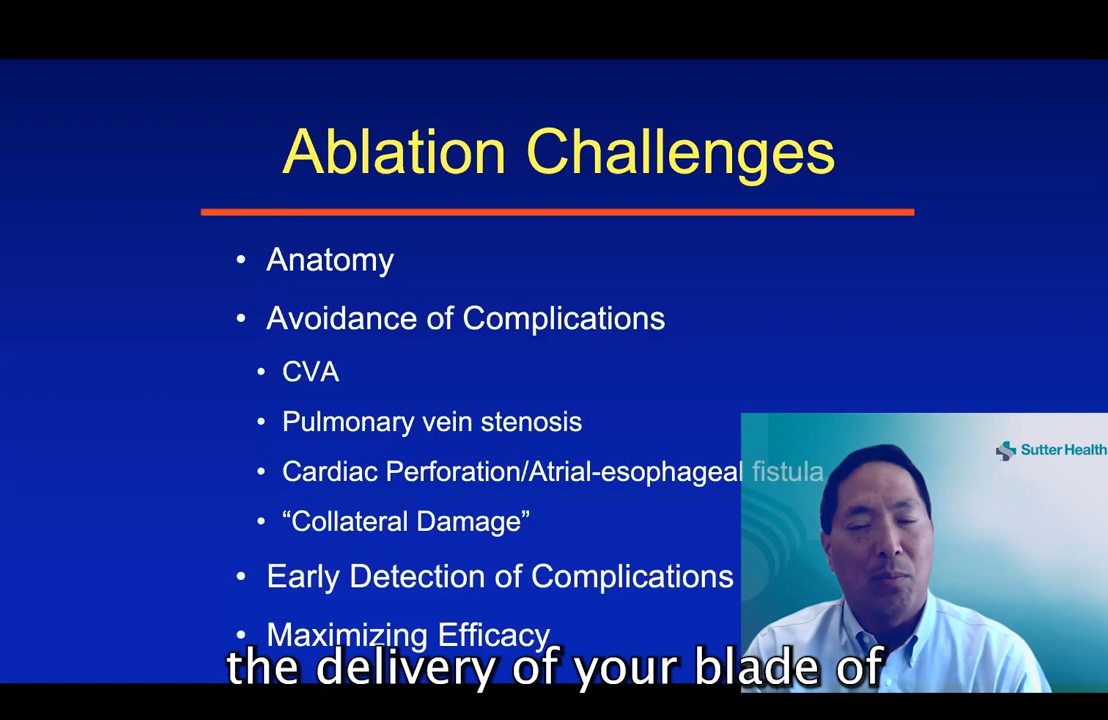 Ablation Challenges
• Anatomy
• Avoidance of Complications
• CVA
• Pulmonary vein stenosis
• Cardiac Perforation/Atrial-esophageal fistula
• “Collateral Damage”
• Early Detection of Complications
• Maximizing Efficacy
Sutter Health
the delivery of your blade of